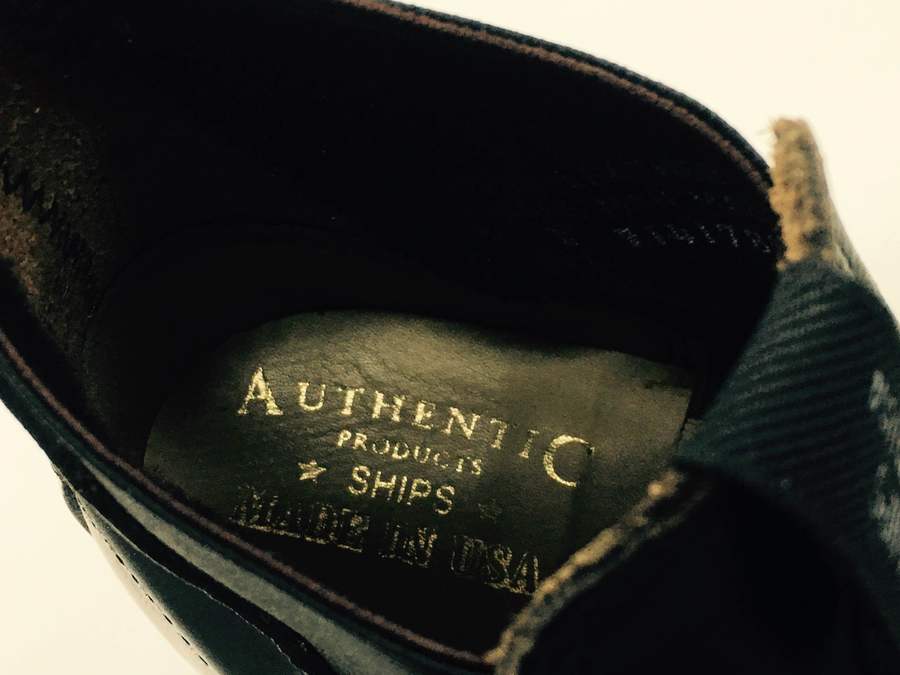 AUTHENTIC
PRODUCTS
SHIPS
MADE IN USA